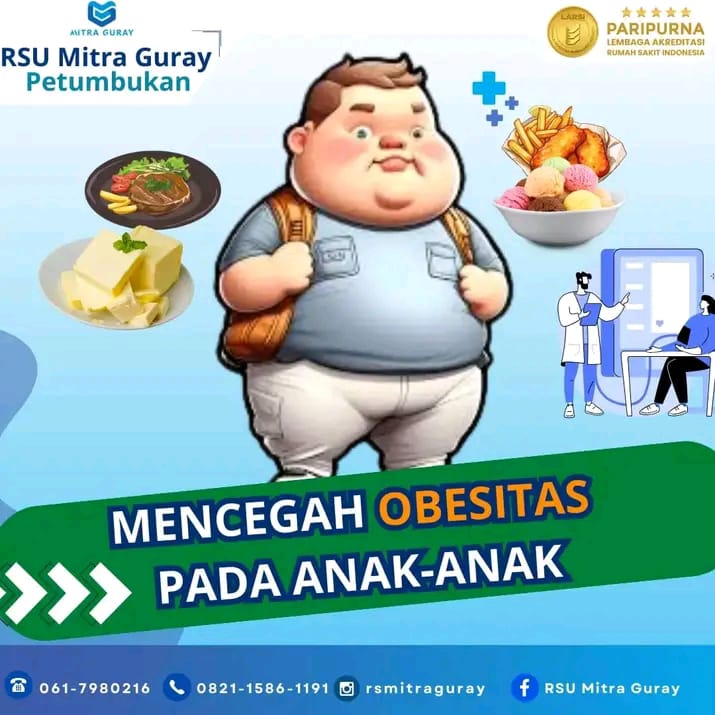 MITRA GURAY
RSU Mitra Guray
Petumbukan
LARSI
PARIPURNA
LEMBAGA AKREDITASI
RUMAH SAKIT INDONESIA
MENCEGAH OBESITAS
PADA ANAK-ANAK
061-7980216
0821-1586-1191
rsmitraguray
RSU Mitra Guray